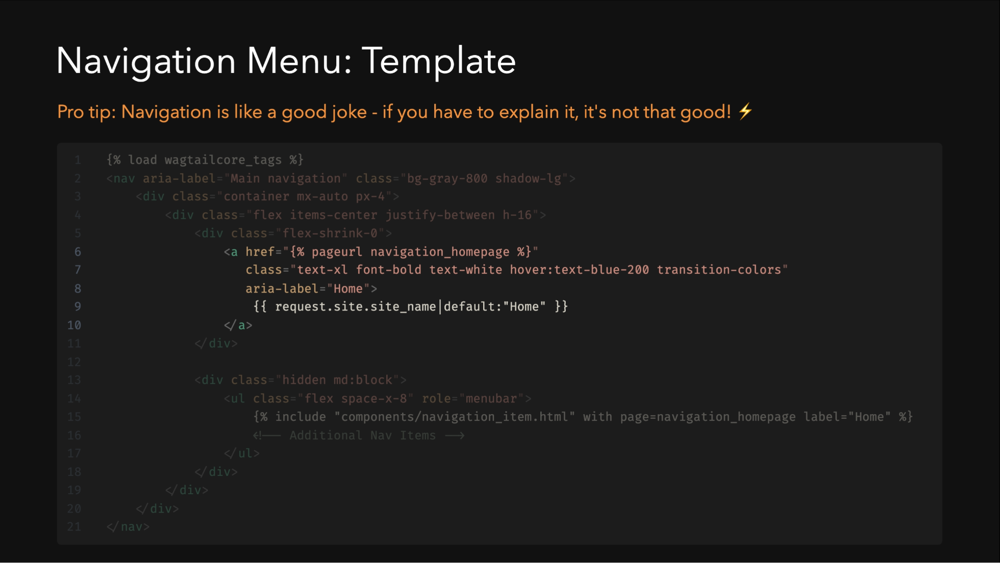 Navigation Menu: Template
Pro tip: Navigation is like a good joke - if you have to explain it, it's not that good! ⚡
1 {% load wagtailcore_tags %}
2 <nav aria-label="Main navigation" class="bg-gray-800 shadow-lg">
3     <div class="container mx-auto px-4">
4         <div class="flex items-center justify-between h-16">
5             <div class="flex-shrink-0">
6                 <a href="{% pageurl navigation_homepage %}"
7                    class="text-xl font-bold text-white hover:text-blue-200 transition-colors"
8                    aria-label="Home">
9                     {{ request.site.site_name|default:"Home" }}
10                 </a>
11             </div>
12
13             <div class="hidden md:block">
14                 <ul class="flex space-x-8" role="menubar">
15                     {% include "components/navigation_item.html" with page=navigation_homepage label="Home" %}
16                     <!-- Additional Nav Items -->
17                 </ul>
18             </div>
19         </div>
20     </div>
21 </nav>